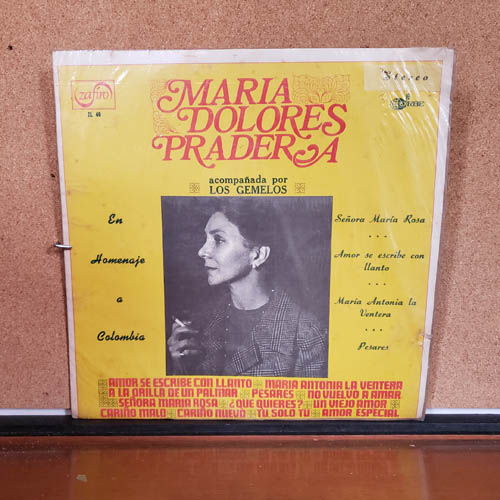 zafiro
ZL 46
Stereo
MARIA
DOLORES
PRADERA
acompañada por
LOS GEMELOS
En
Homenaje
a
Colombia
Señora María Rosa
...
Amor se escribe con
llanto
...
María Antonia la
Ventera
...
Pesares
AMOR SE ESCRIBE CON LLANTO MARIA ANTONIA LA VENTERA
A LA ORILLA DE UN PALMAR PESARES NO VUELVO A AMAR
SEÑORA MARIA ROSA ¿QUE QUIERES? UN VIEJO AMOR
CARIÑO MALO CARIÑO NUEVO TU SOLO TU AMOR ESPECIAL